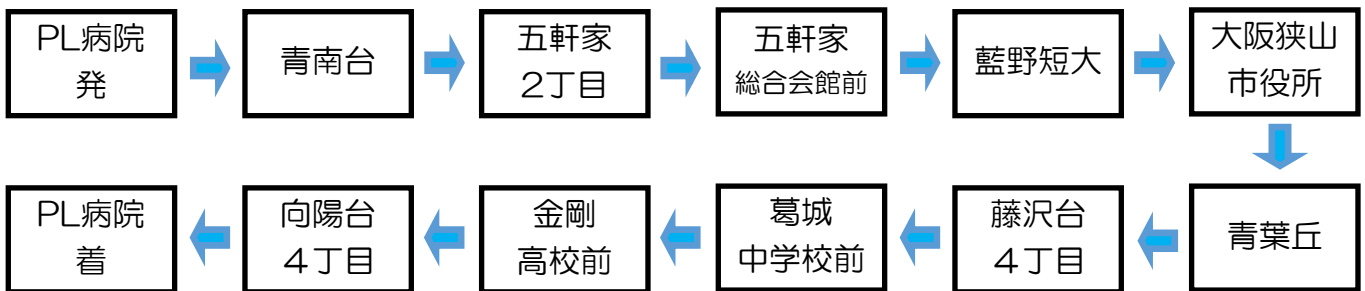 PL病院
発
青南台
五軒家
2丁目
五軒家
総合会館前
藍野短大
大阪狭山
市役所
青葉丘
藤沢台
4丁目
葛城
中学校前
金剛
高校前
向陽台
4丁目
PL病院
着